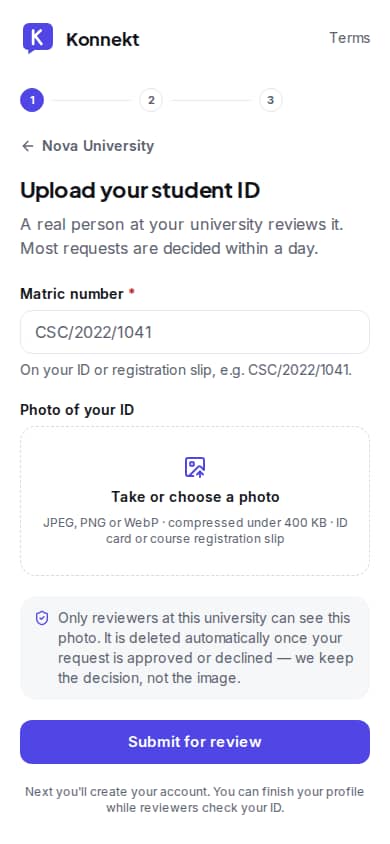 Konnekt
Terms
1
2
3
← Nova University
Upload your student ID
A real person at your university reviews it.
Most requests are decided within a day.
Matric number *
CSC/2022/1041
On your ID or registration slip, e.g. CSC/2022/1041.
Photo of your ID
Take or choose a photo
JPEG, PNG or WebP · compressed under 400 KB · ID
card or course registration slip
Only reviewers at this university can see this
photo. It is deleted automatically once your
request is approved or declined — we keep
the decision, not the image.
Submit for review
Next you'll create your account. You can finish your profile
while reviewers check your ID.